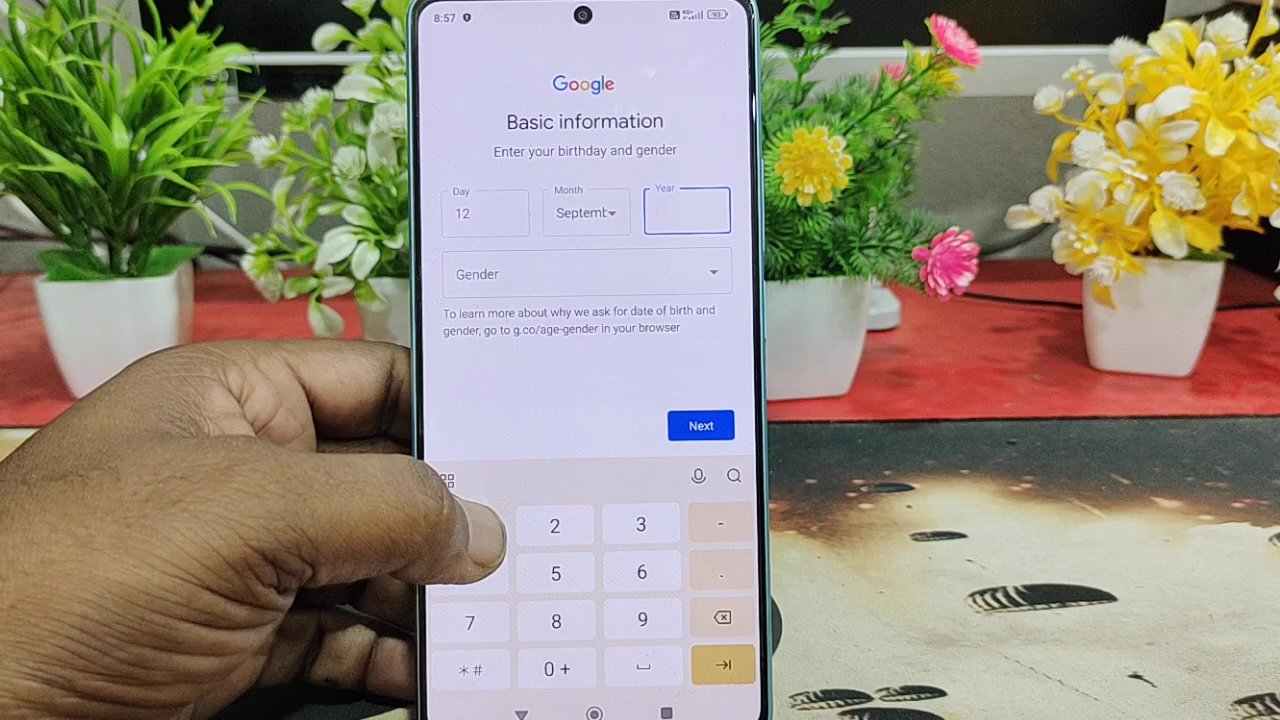 8:57
93
Google
Basic information
Enter your birthday and gender
Day
Month
Year
12
Septemb
Gender
To learn more about why we ask for date of birth and
gender, go to g.co/age-gender in your browser
Next
2 3 -
5 6 .
7 8 9
*# 0 +